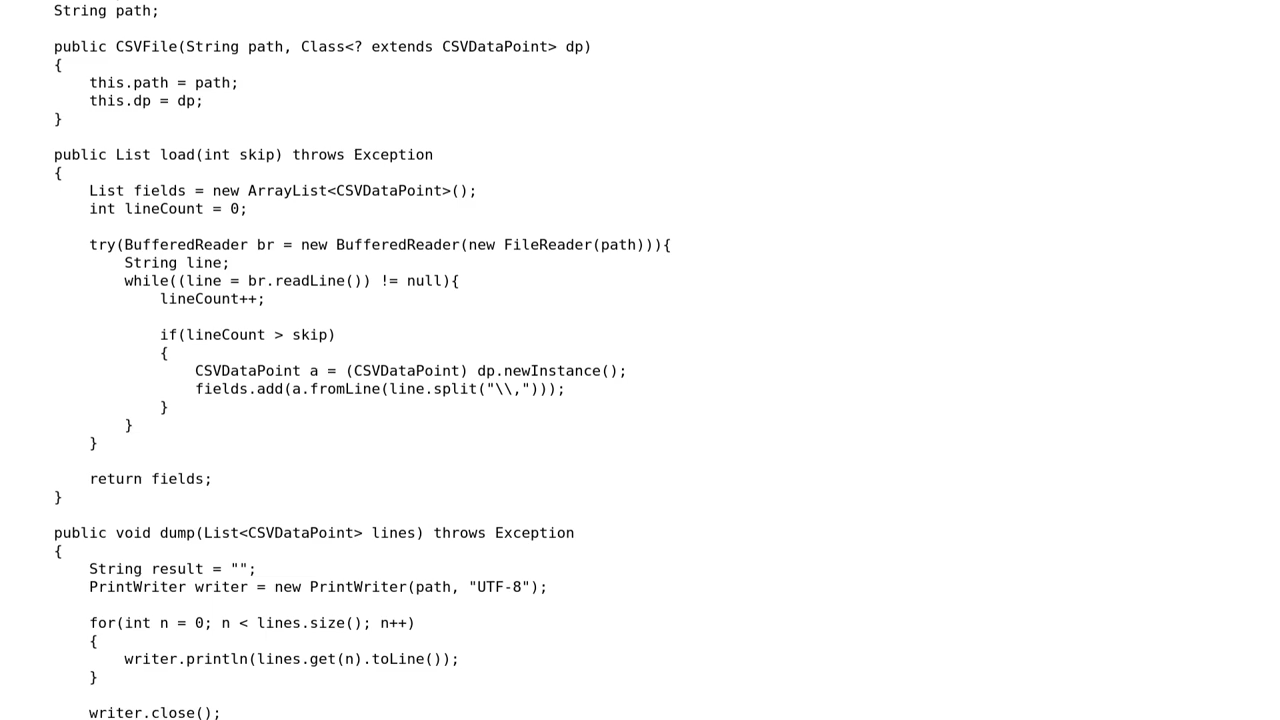 String path;
public CSVFile(String path, Class<? extends CSVDataPoint> dp)
{
this.path = path;
this.dp = dp;
}
public List load(int skip) throws Exception
{
List fields = new ArrayList<CSVDataPoint>();
int lineCount = 0;
try(BufferedReader br = new BufferedReader(new FileReader(path))){
String line;
while((line = br.readLine()) != null){
lineCount++;
if(lineCount > skip)
{
CSVDataPoint a = (CSVDataPoint) dp.newInstance();
fields.add(a.fromLine(line.split("\\,")));
}
}
}
return fields;
}
public void dump(List<CSVDataPoint> lines) throws Exception
{
String result = "";
PrintWriter writer = new PrintWriter(path, "UTF-8");
for(int n = 0; n < lines.size(); n++)
{
writer.println(lines.get(n).toLine());
}
writer.close();